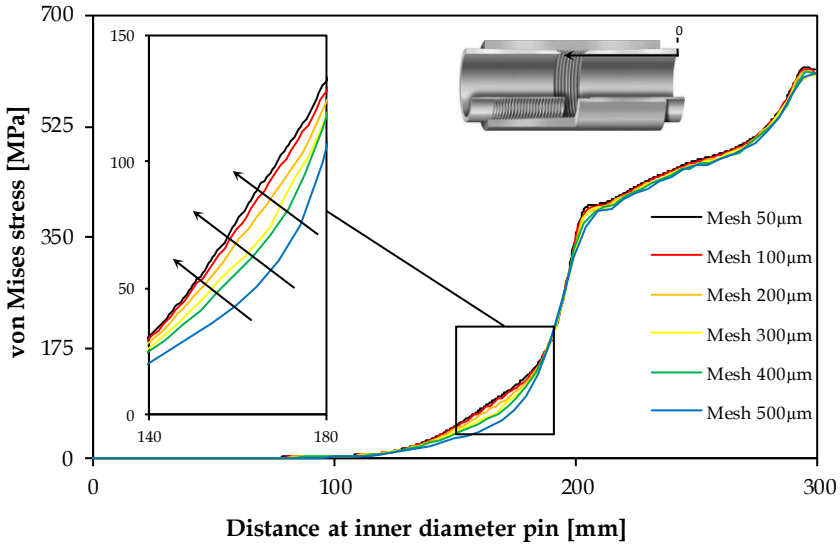 700
525
350
175
0
von Mises stress [MPa]
150
100
50
0
140
180
0
Mesh 50µm
Mesh 100µm
Mesh 200µm
Mesh 300µm
Mesh 400µm
Mesh 500µm
0
100
200
300
Distance at inner diameter pin [mm]